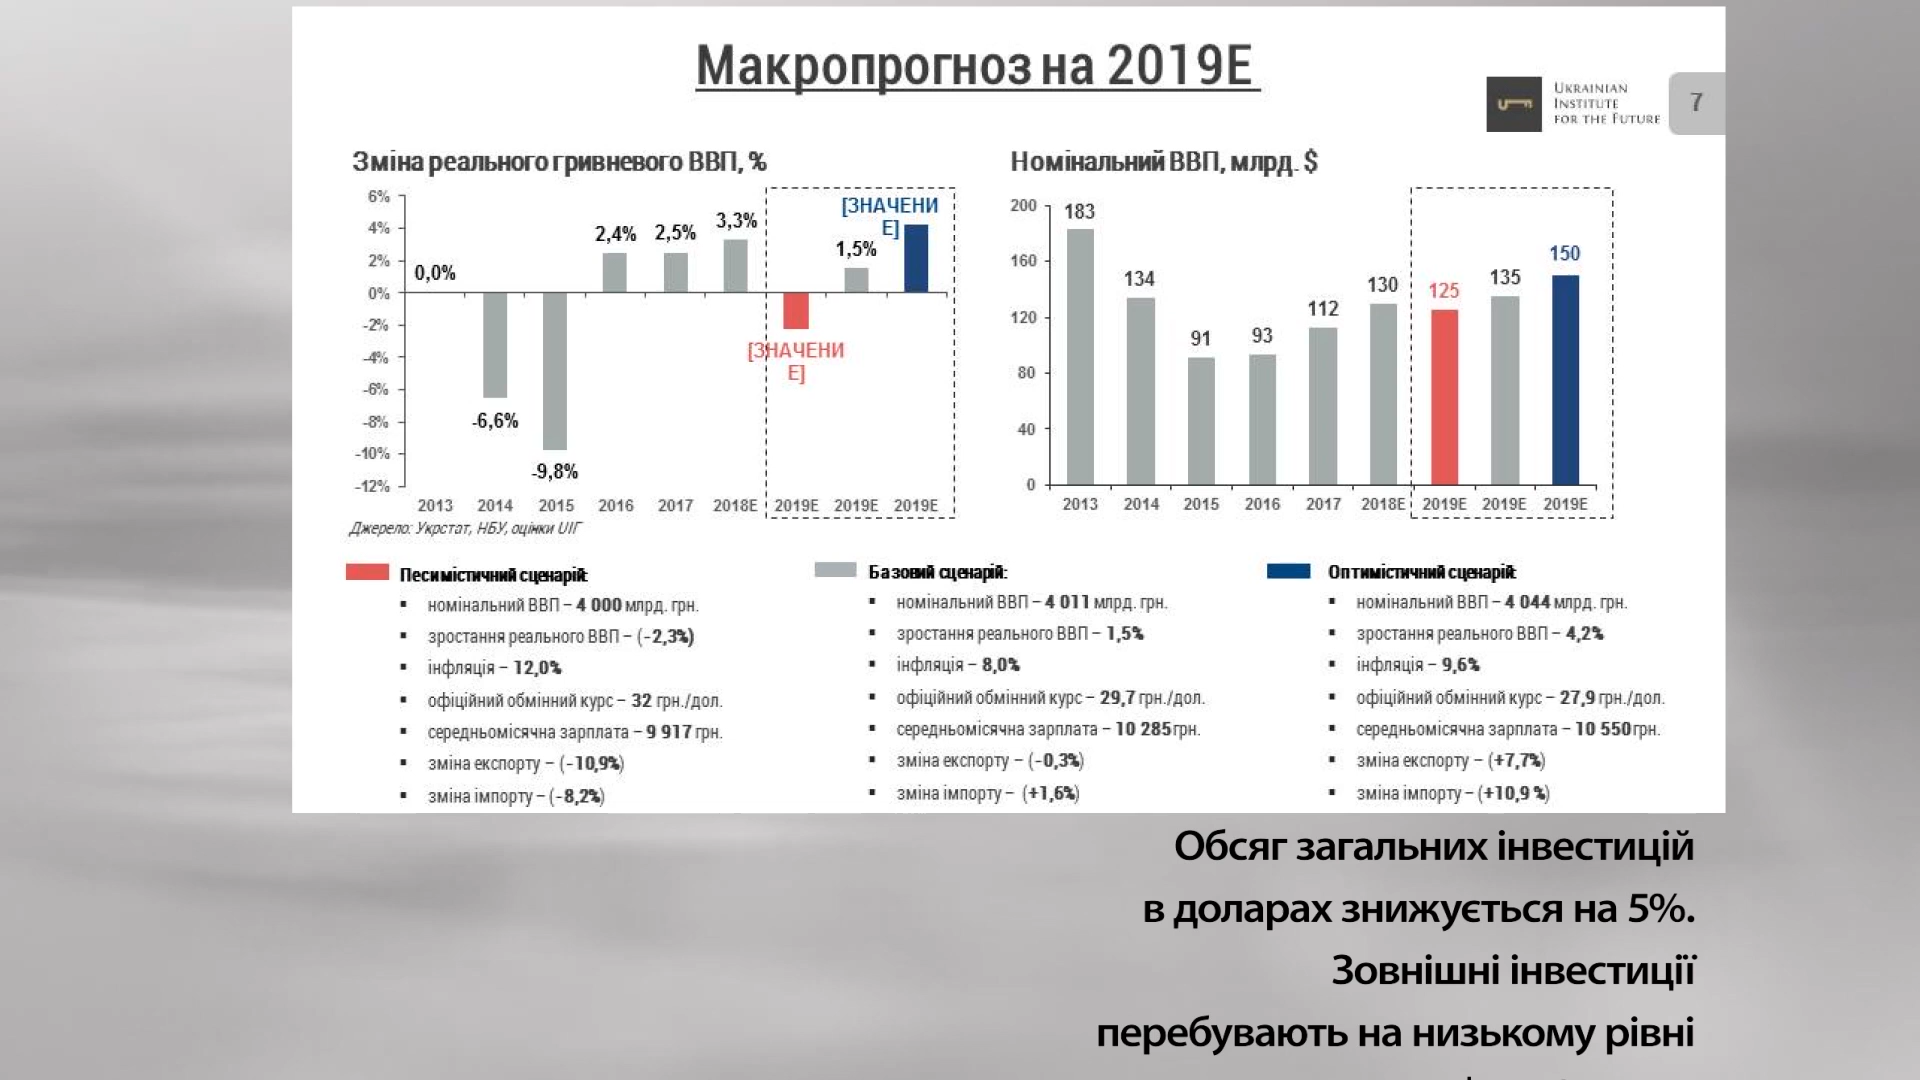 Макропрогноз на 2019Е
UKRAINIAN
INSTITUTE
FOR THE FUTURE
7
Зміна реального гривневого ВВП, %
6%
4%
2%
0%
-2%
-4%
-6%
-8%
-10%
-12%
0,0%
-6,6%
-9,8%
2,4%
2,5%
3,3%
[ЗНАЧЕНИ
Е]
1,5%
[ЗНАЧЕНИ
Е]
2013 2014 2015 2016 2017 2018E 2019E 2019E 2019E
Джерело: Укрстат, НБУ, оцінки UIГ
Номінальний ВВП, млрд. $
200
160
120
80
40
0
183
134
91
93
112
130
125
135
150
2013 2014 2015 2016 2017 2018E 2019E 2019E 2019E
Песимістичний сценарій:
▪ номінальний ВВП – 4 000 млрд. грн.
▪ зростання реального ВВП – (-2,3%)
▪ інфляція – 12,0%
▪ офіційний обмінний курс – 32 грн./дол.
▪ середньомісячна зарплата – 9 917 грн.
▪ зміна експорту – (-10,9%)
▪ зміна імпорту – (-8,2%)
Базовий сценарій:
▪ номінальний ВВП – 4 011 млрд. грн.
▪ зростання реального ВВП – 1,5%
▪ інфляція – 8,0%
▪ офіційний обмінний курс – 29,7 грн./дол.
▪ середньомісячна зарплата – 10 285 грн.
▪ зміна експорту – (-0,3%)
▪ зміна імпорту – (+1,6%)
Оптимістичний сценарій:
▪ номінальний ВВП – 4 044 млрд. грн.
▪ зростання реального ВВП – 4,2%
▪ інфляція – 9,6%
▪ офіційний обмінний курс – 27,9 грн./дол.
▪ середньомісячна зарплата – 10 550 грн.
▪ зміна експорту – (+7,7%)
▪ зміна імпорту – (+10,9 %)
Обсяг загальних інвестицій
в доларах знижується на 5%.
Зовнішні інвестиції
перебувають на низькому рівні